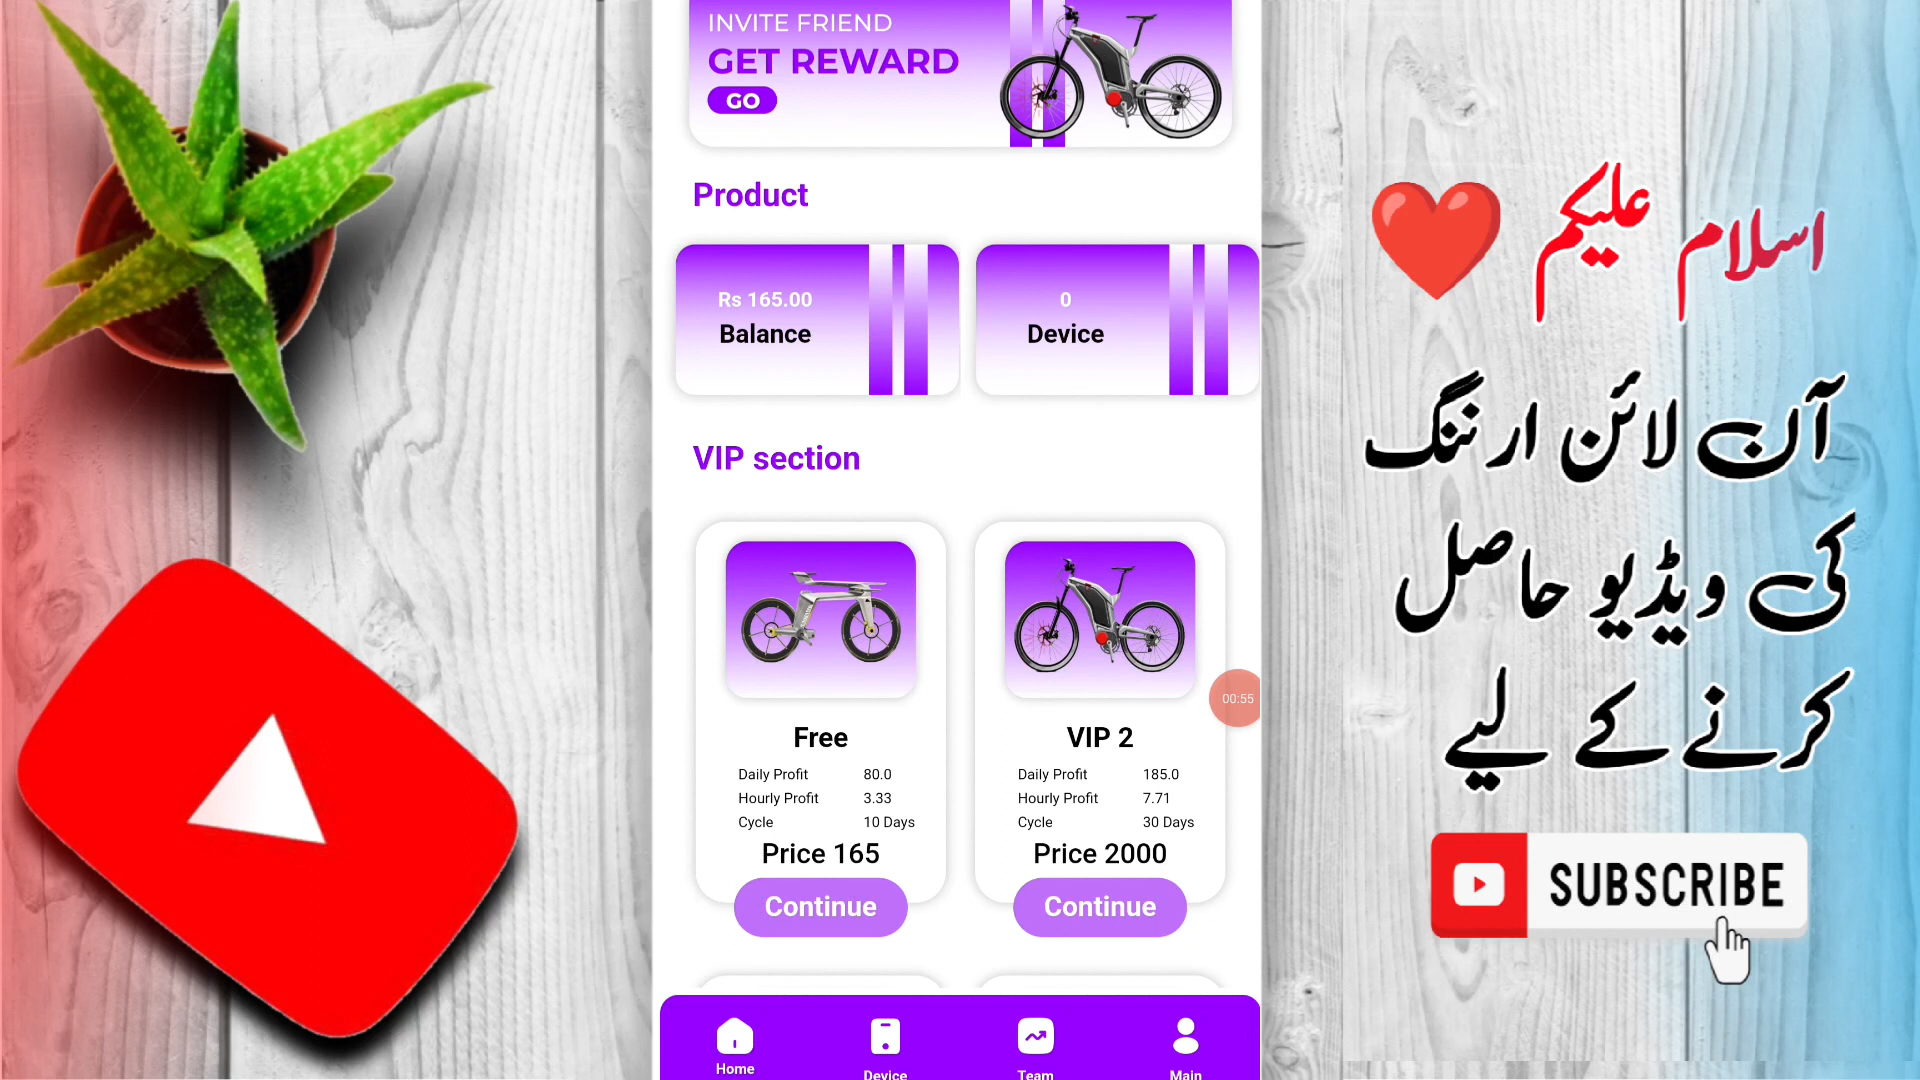 INVITE FRIEND
GET REWARD
GO
Product
Rs 165.00
Balance
0
Device
VIP section
Free
Daily Profit 80.0
Hourly Profit 3.33
Cycle 10 Days
Price 165
Continue
VIP 2
Daily Profit 185.0
Hourly Profit 7.71
Cycle 30 Days
Price 2000
Continue
00:55
Home
Device
Team
Main
اسلام علیکم
آن لائن ارننگ
کی ویڈیو حاصل
کرنے کے لیے
SUBSCRIBE